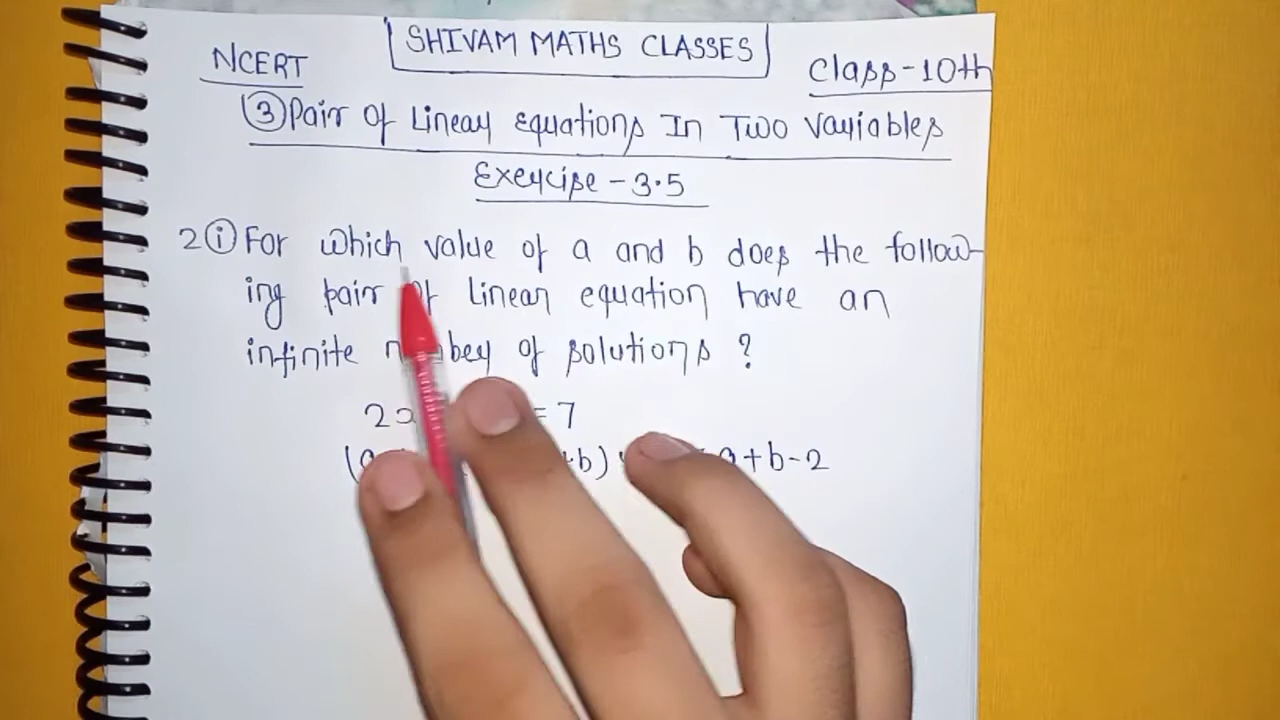 NCERT
SHIVAM MATHS CLASSES
Class-10th
③ Pair Of Linear Equations In Two Variables
Exercise - 3.5
2 ⓘ For which value of a and b does the follow-
ing pair of linear equation have an
infinite of solutions ?
2 = 7
+b) a+b-2